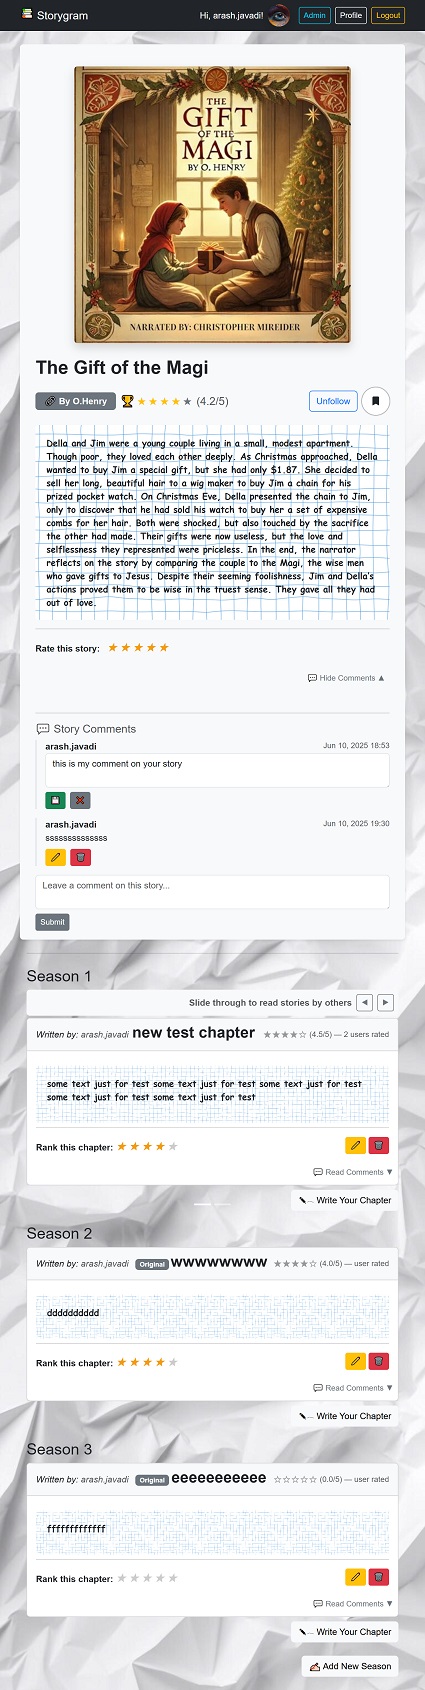 Storygram
Hi, arash.javadi!
Admin
Profile
Logout
THE
GIFT
OF THE
MAGI
BY O. HENRY
NARRATED BY: CHRISTOPHER MIREIDER
The Gift of the Magi
By O.Henry
(4.2/5)
Unfollow
Della and Jim were a young couple living in a small, modest apartment.
Though poor, they loved each other deeply. As Christmas approached, Della
wanted to buy Jim a special gift, but she had only $1.87. She decided to
sell her long, beautiful hair to a wig maker to buy Jim a chain for his
prized pocket watch. On Christmas Eve, Della presented the chain to Jim,
only to discover that he had sold his watch to buy her a set of expensive
combs for her hair. Both were shocked, but also touched by the sacrifice
the other had made. Their gifts were now useless, but the love and
selflessness they represented were priceless. In the end, the narrator
reflects on the story by comparing the couple to the Magi, the wise men
who gave gifts to Jesus. Despite their seeming foolishness, Jim and Della's
actions proved them to be wise in the truest sense. They gave all they had
out of love.
Rate this story: ★★★★★
Hide Comments ▲
Story Comments
arash.javadi
Jun 10, 2025 18:53
this is my comment on your story
arash.javadi
Jun 10, 2025 19:30
ssssssssssssss
Leave a comment on this story...
Submit
Season 1
Slide through to read stories by others ◄ ►
Written by: arash.javadi new test chapter ★★★★☆ (4.5/5) — 2 users rated
some text just for test some text just for test some text just for test
some text just for test some text just for test
Rank this chapter: ★★★★★
Read Comments ▼
Write Your Chapter
Season 2
Written by: arash.javadi Original wwwwwwww ★★★★☆ (4.0/5) — user rated
dddddddddd
Rank this chapter: ★★★★★
Read Comments ▼
Write Your Chapter
Season 3
Written by: arash.javadi Original eeeeeeeeeee ☆☆☆☆☆ (0.0/5) — user rated
fffffffffffff
Rank this chapter: ★★★★★
Read Comments ▼
Write Your Chapter
Add New Season